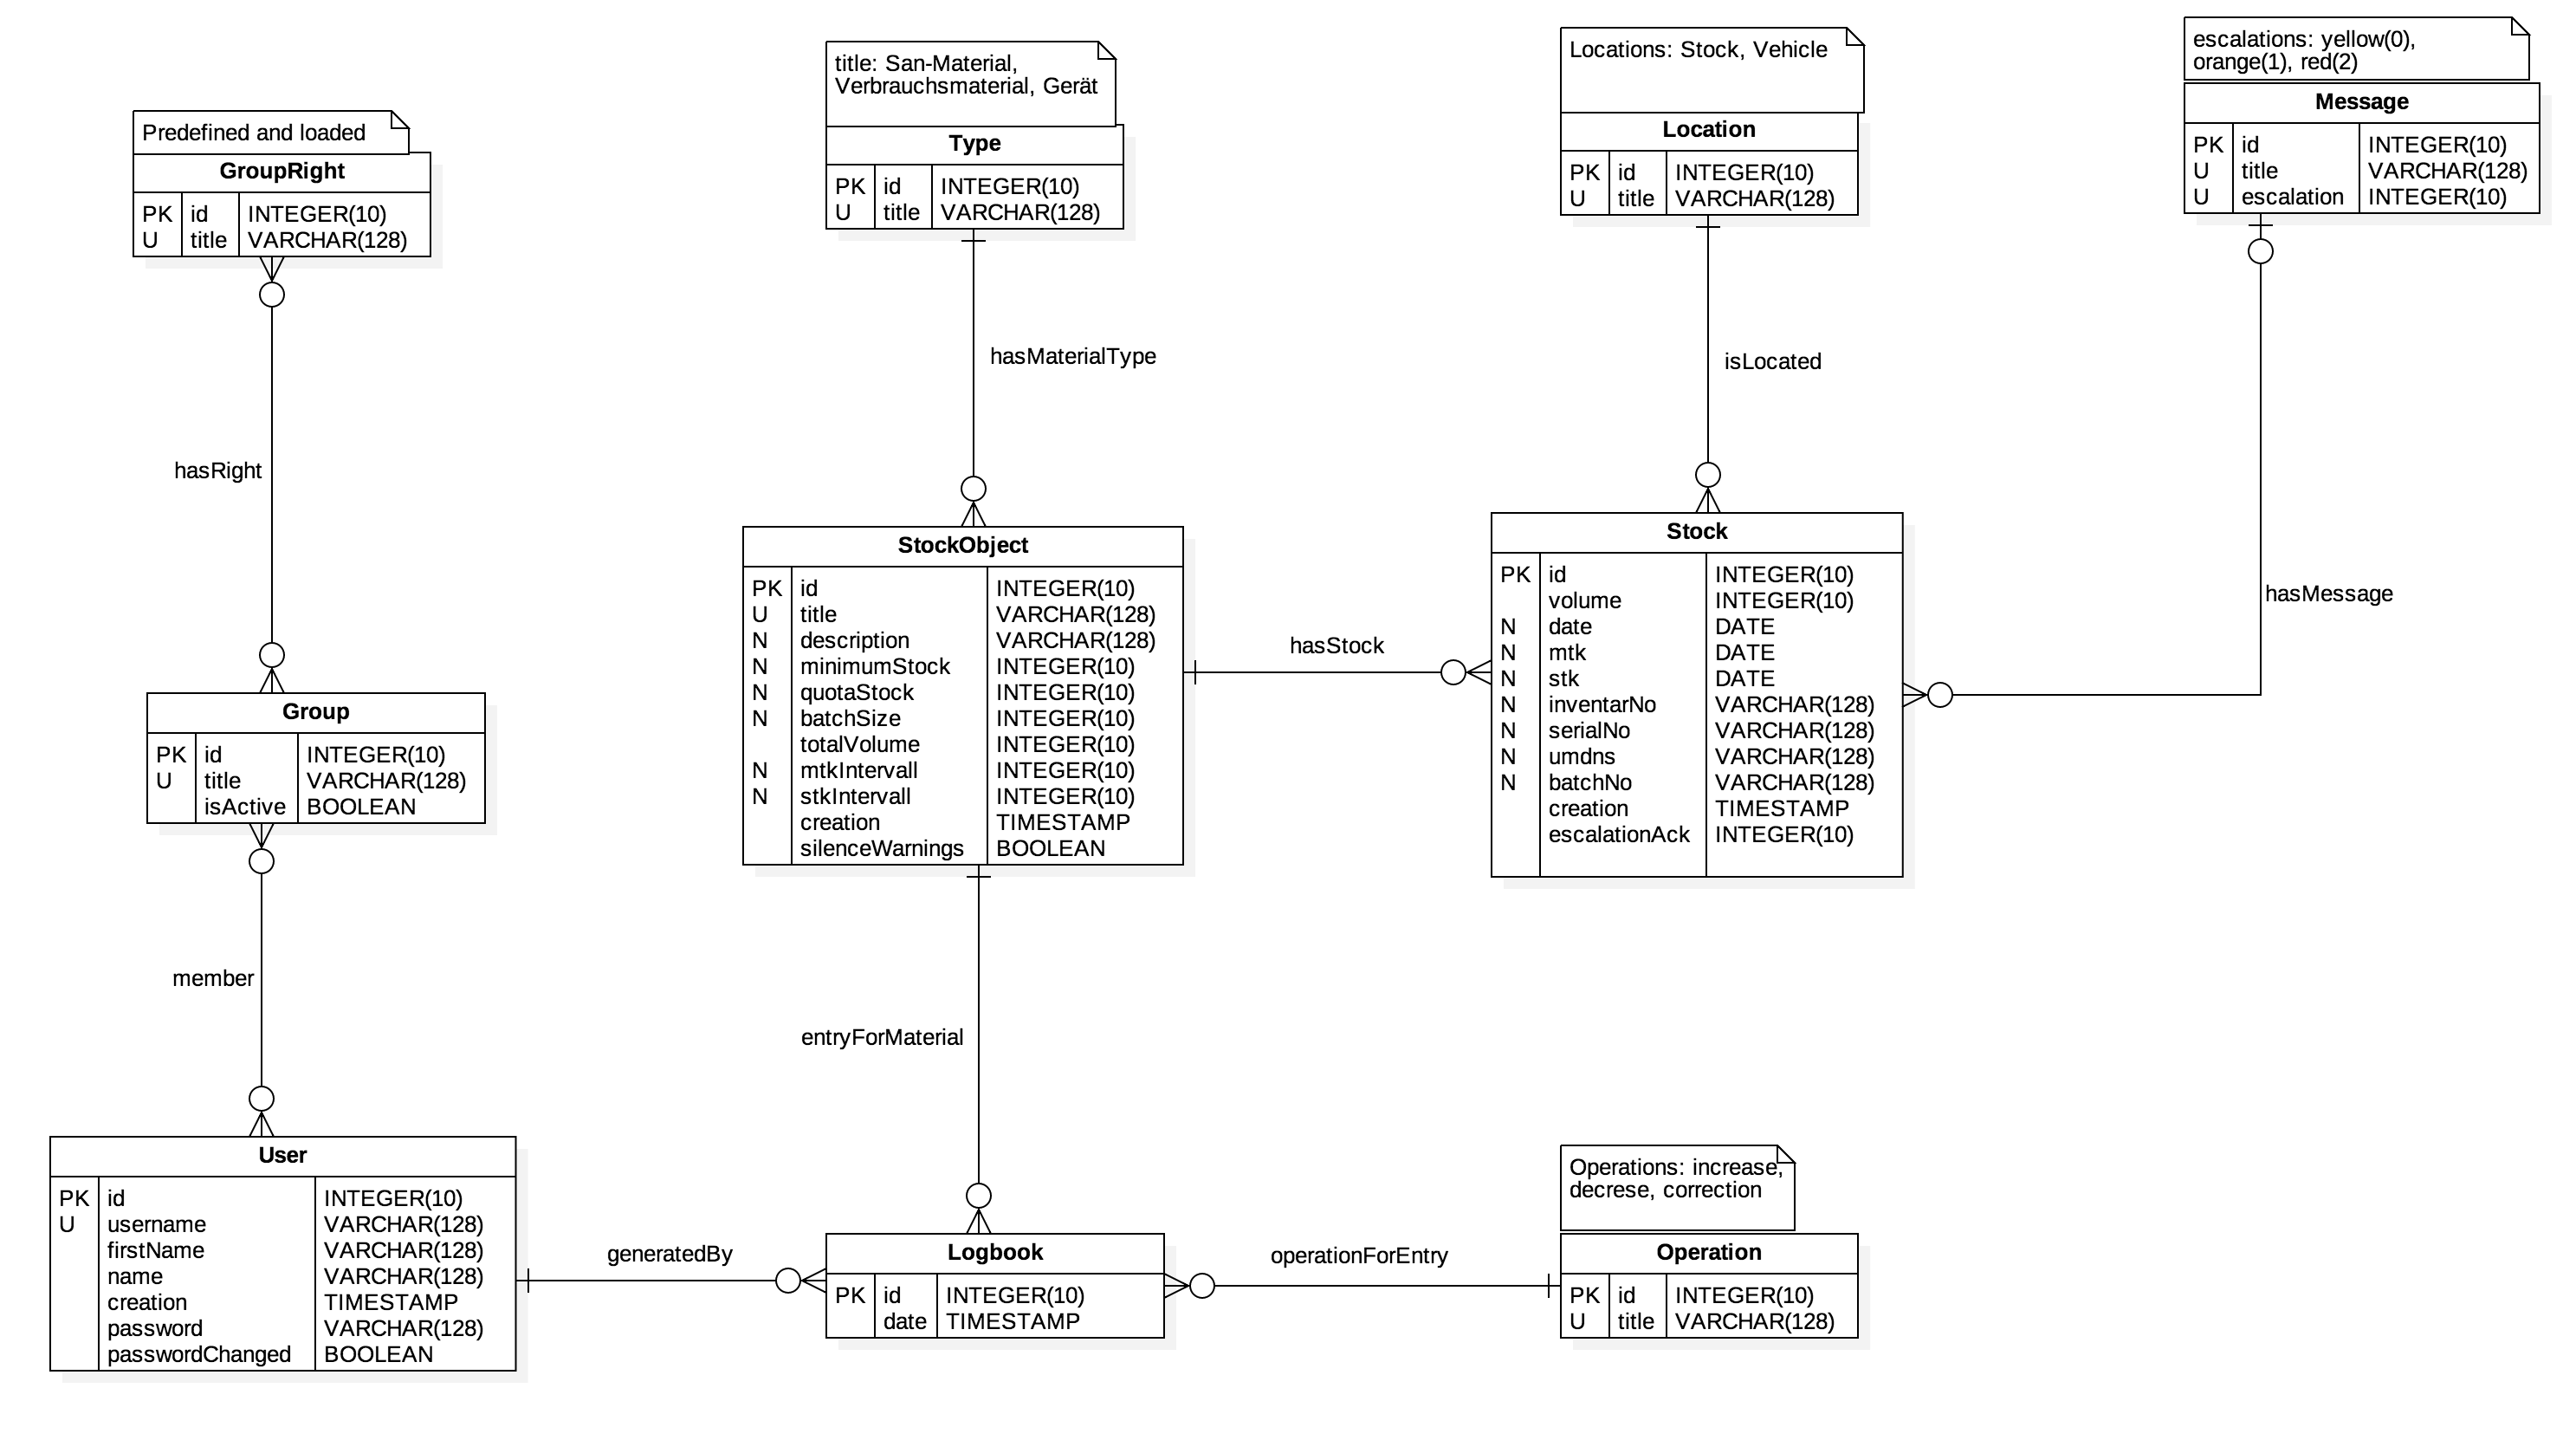 Predefined and loaded
GroupRight
PK id INTEGER(10)
U title VARCHAR(128)
hasRight
Group
PK id INTEGER(10)
U title VARCHAR(128)
isActive BOOLEAN
member
User
PK id INTEGER(10)
U username VARCHAR(128)
firstName VARCHAR(128)
name VARCHAR(128)
creation TIMESTAMP
password VARCHAR(128)
passwordChanged BOOLEAN
generatedBy
title: San-Material,
Verbrauchsmaterial, Gerät
Type
PK id INTEGER(10)
U title VARCHAR(128)
hasMaterialType
StockObject
PK id INTEGER(10)
U title VARCHAR(128)
N description VARCHAR(128)
N minimumStock INTEGER(10)
N quotaStock INTEGER(10)
N batchSize INTEGER(10)
totalVolume INTEGER(10)
N mtkIntervall INTEGER(10)
N stkIntervall INTEGER(10)
creation TIMESTAMP
silenceWarnings BOOLEAN
entryForMaterial
Logbook
PK id INTEGER(10)
date TIMESTAMP
hasStock
operationForEntry
Locations: Stock, Vehicle
Location
PK id INTEGER(10)
U title VARCHAR(128)
isLocated
Stock
PK id INTEGER(10)
volume INTEGER(10)
N date DATE
N mtk DATE
N stk DATE
N inventarNo VARCHAR(128)
N serialNo VARCHAR(128)
N umdns VARCHAR(128)
N batchNo VARCHAR(128)
creation TIMESTAMP
escalationAck INTEGER(10)
Operations: increase,
decrese, correction
Operation
PK id INTEGER(10)
U title VARCHAR(128)
escalations: yellow(0),
orange(1), red(2)
Message
PK id INTEGER(10)
U title VARCHAR(128)
U escalation INTEGER(10)
hasMessage